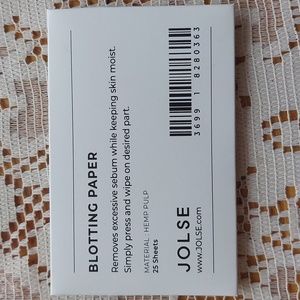 BLOTTING PAPER
Removes excessive sebum while keeping skin moist.
Simply press and wipe on desired part.
MATERIAL : HEMP PULP
25 Sheets
JOLSE
www.JOLSE.com
3699 1 8280363